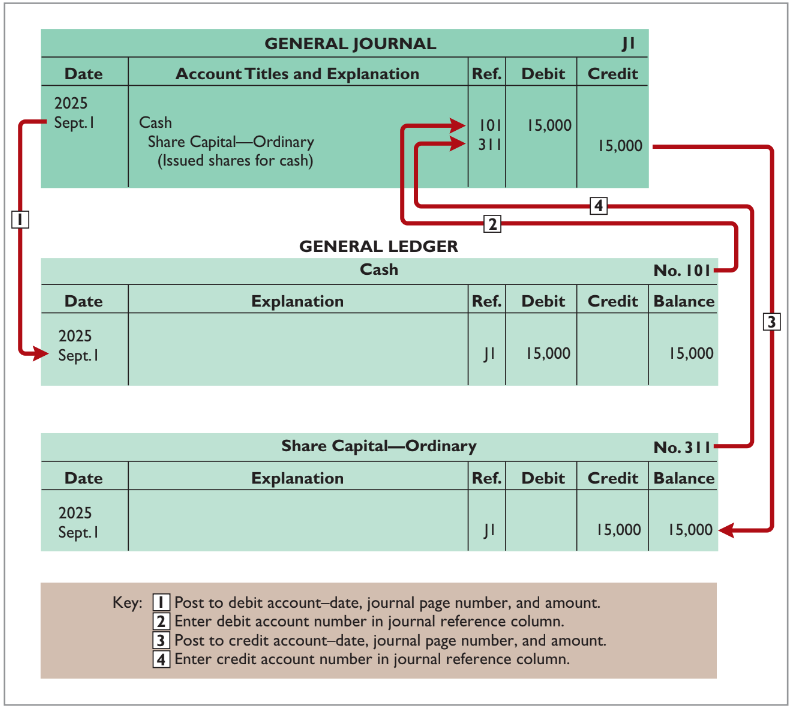 GENERAL JOURNAL J1
Date Account Titles and Explanation Ref. Debit Credit
2025
Sept. 1 Cash 101 15,000
Share Capital—Ordinary 311 15,000
(Issued shares for cash)
1
4
2
GENERAL LEDGER
Cash No. 101
Date Explanation Ref. Debit Credit Balance
3
2025
Sept. 1 J1 15,000 15,000
Share Capital—Ordinary No. 311
Date Explanation Ref. Debit Credit Balance
2025
Sept. 1 J1 15,000 15,000
Key: 1 Post to debit account–date, journal page number, and amount.
2 Enter debit account number in journal reference column.
3 Post to credit account–date, journal page number, and amount.
4 Enter credit account number in journal reference column.